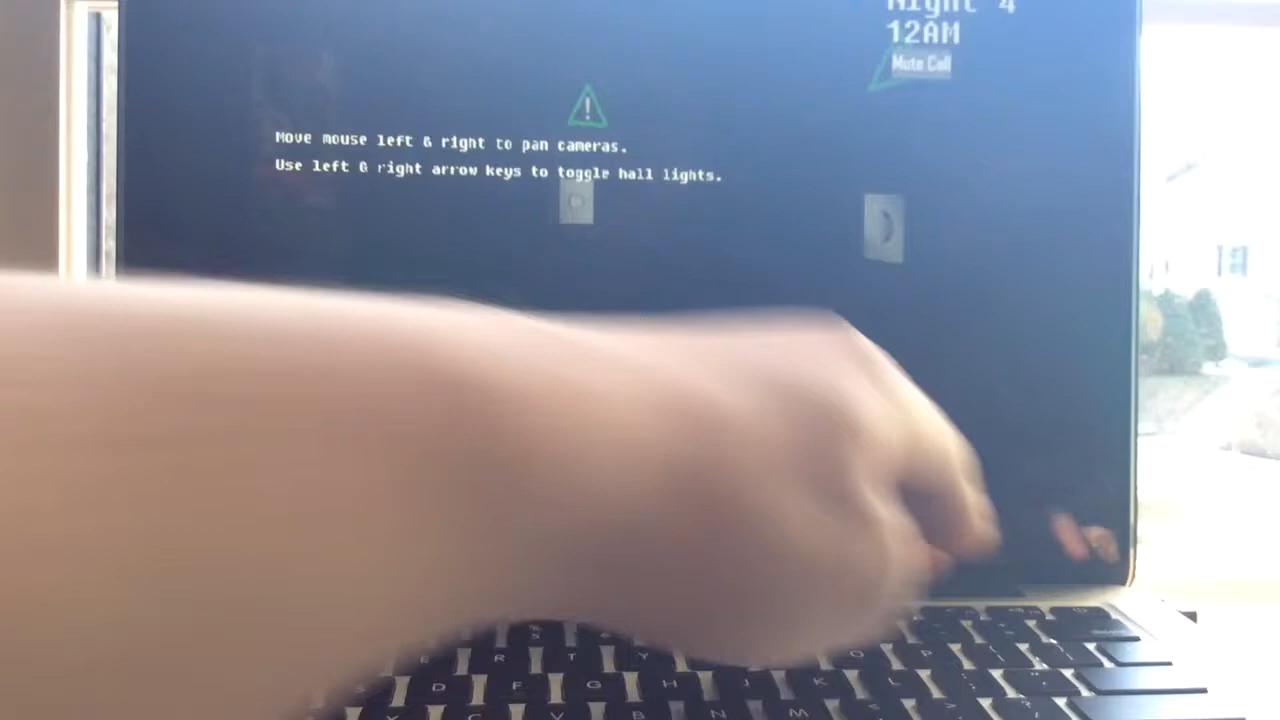 Night 4
12AM
Mute Call
Move mouse left & right to pan cameras.
Use left & right arrow keys to toggle hall lights.
E R T Y O P
D F G H J K L
X C V B N M